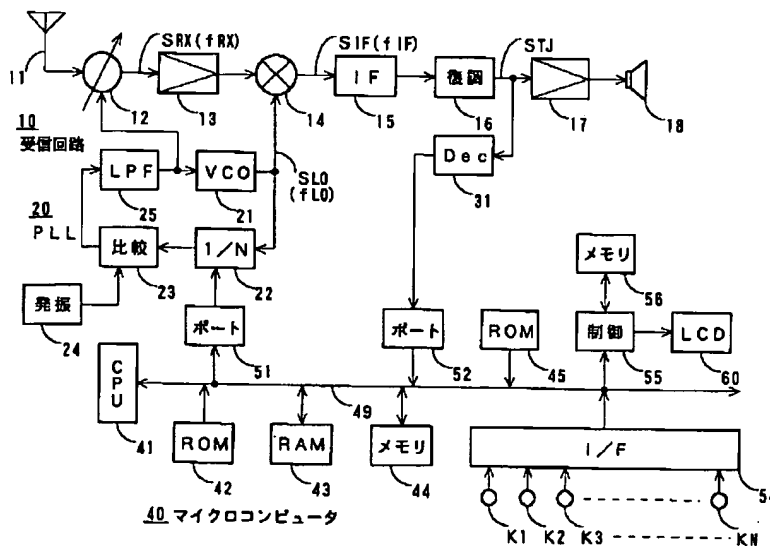 SRX(fRX)
SIF(fIF)
STJ
IF
復調
11
12
13
14
15
16
17
18
10
受信回路
LPF
VCO
SLO
(fLO)
Dec
25
21
31
20
PLL
比較
1/N
23
22
メモリ
56
発振
24
ポート
51
ポート
52
ROM
45
制御
55
LCD
60
CPU
41
49
ROM
42
RAM
43
メモリ
44
I/F
54
40 マイクロコンピュータ
K1 K2 K3 KN